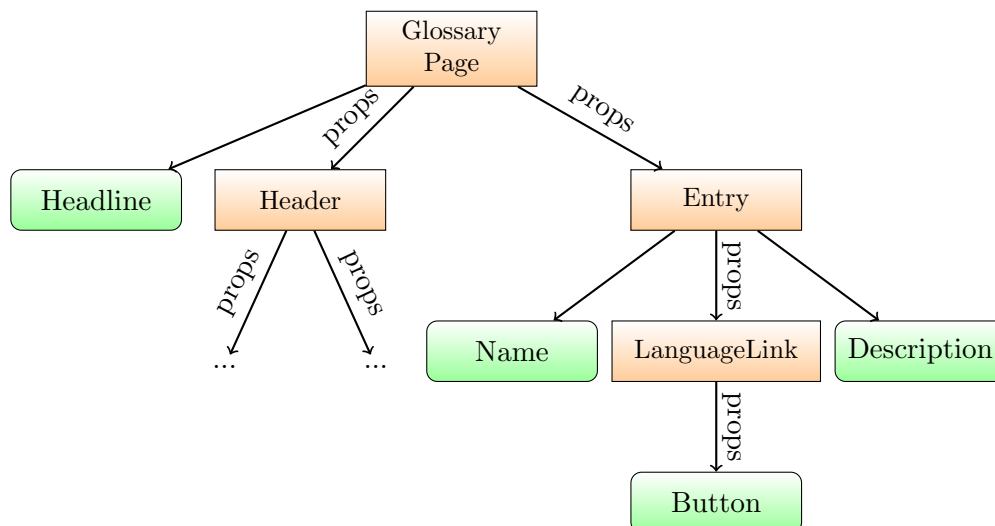 Glossary
Page
props
props
Headline
Header
Entry
props
props
props
...
...
Name
LanguageLink
Description
props
Button